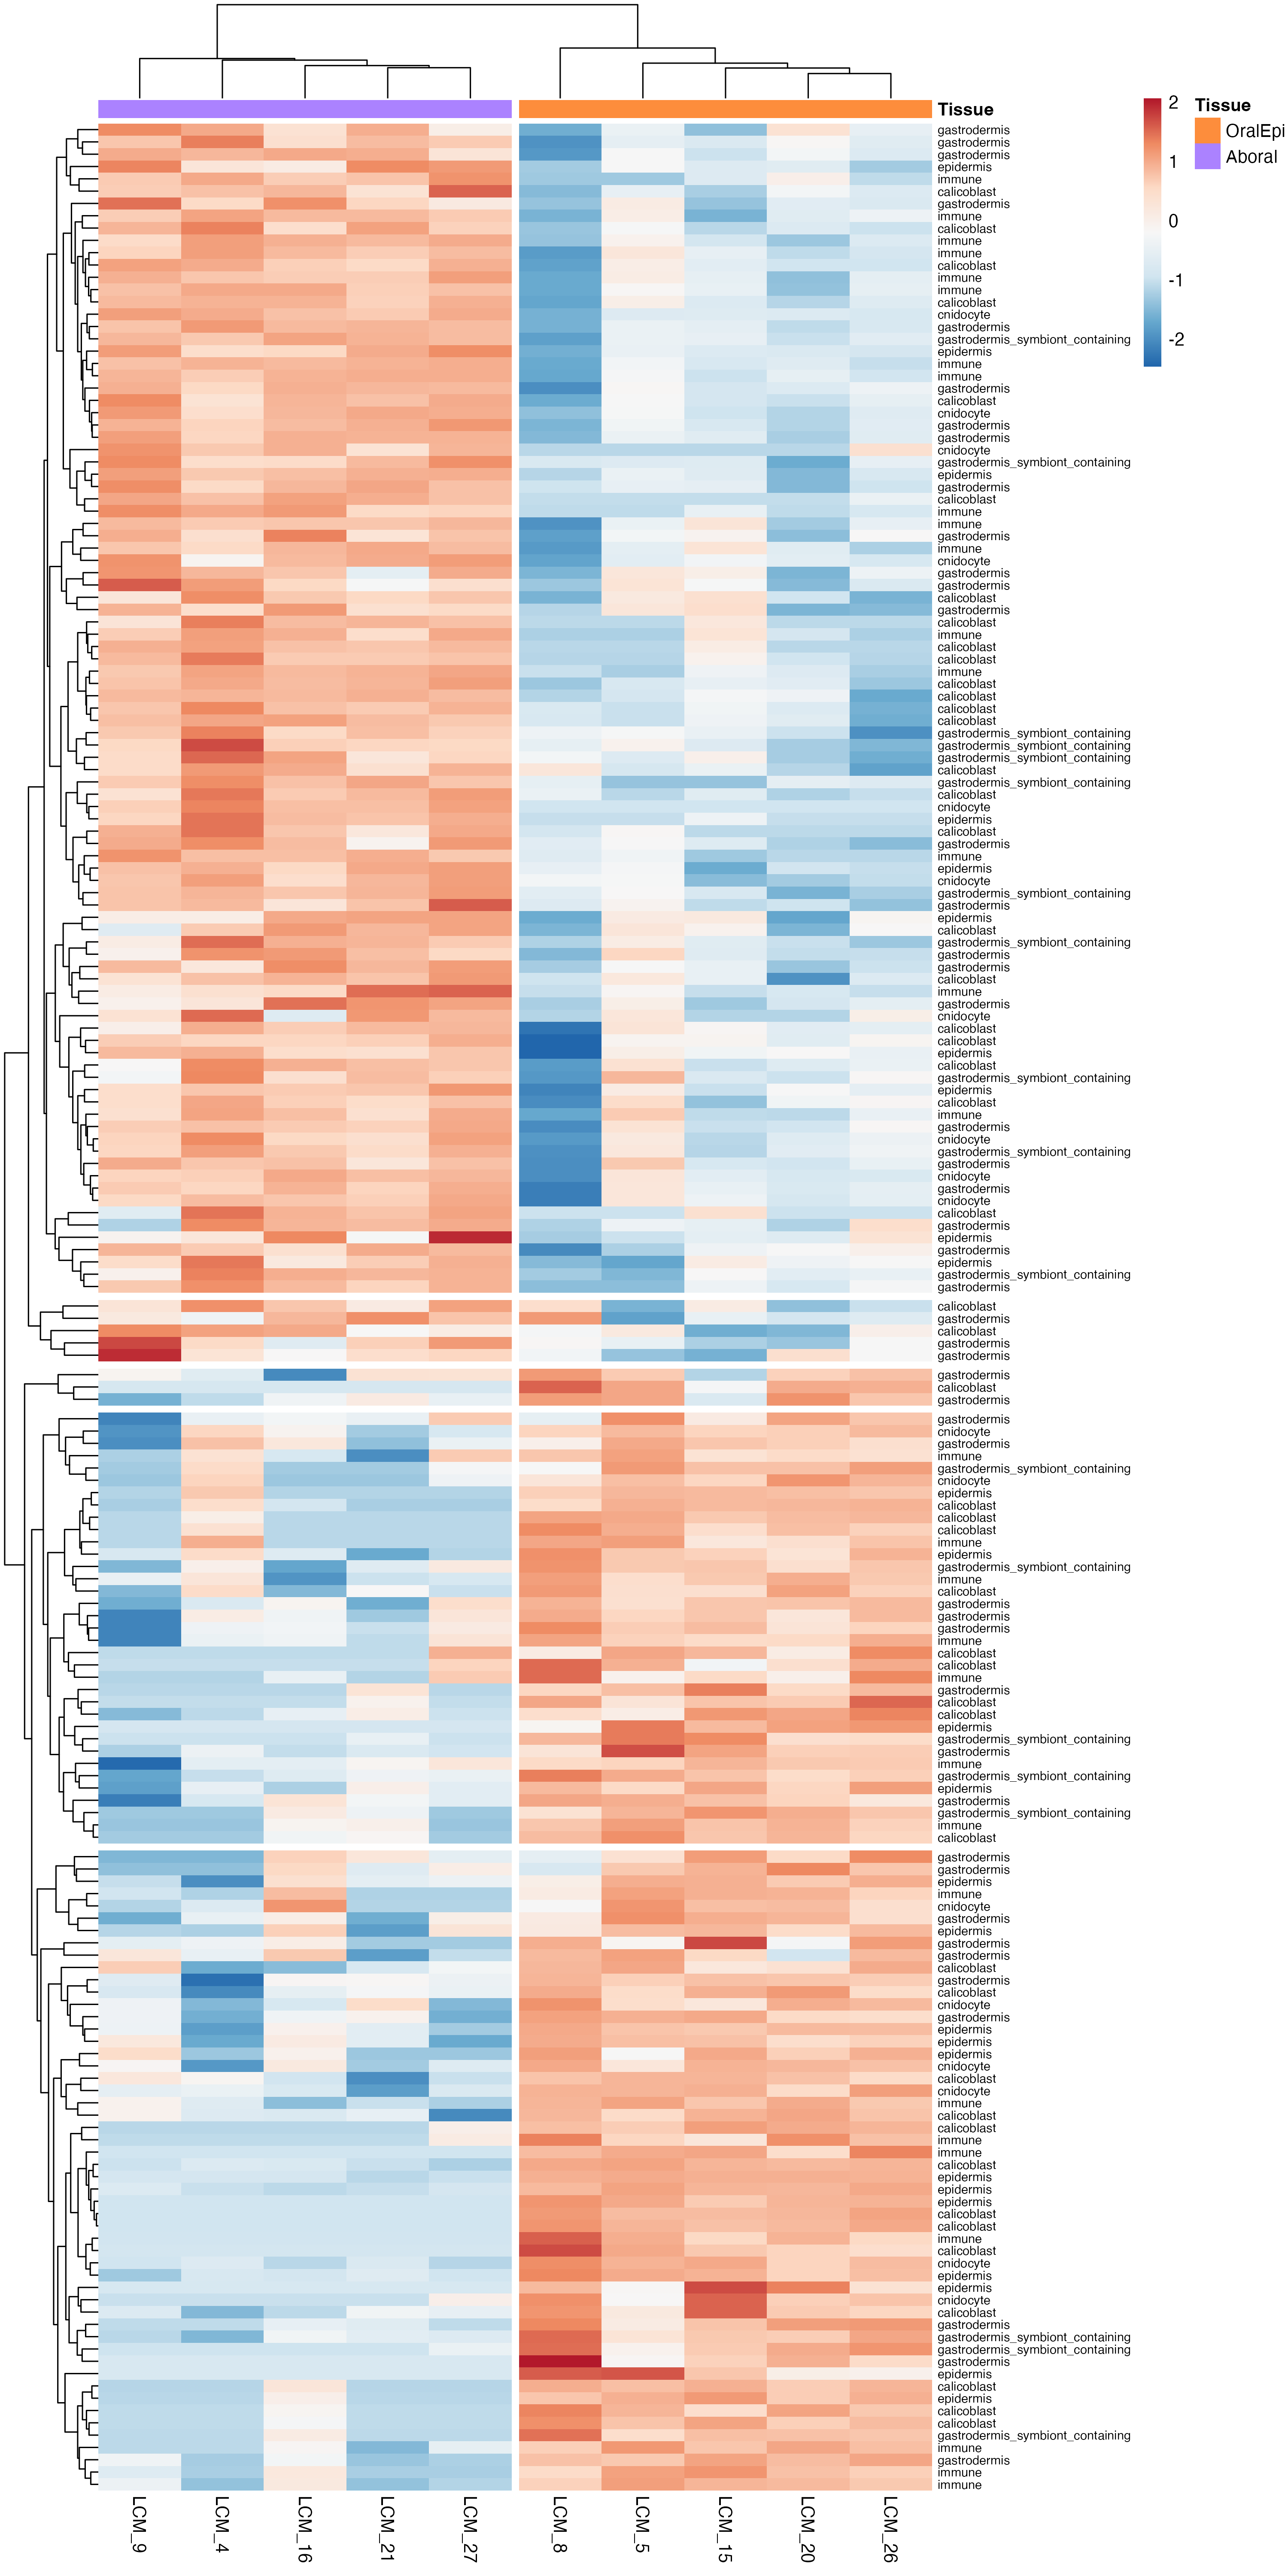 Tissue
gastrodermis
gastrodermis
gastrodermis
epidermis
immune
calicoblast
gastrodermis
immune
calicoblast
immune
immune
calicoblast
immune
immune
calicoblast
cnidocyte
gastrodermis
gastrodermis_symbiont_containing
epidermis
immune
immune
gastrodermis
calicoblast
cnidocyte
gastrodermis
gastrodermis
cnidocyte
gastrodermis_symbiont_containing
epidermis
gastrodermis
calicoblast
immune
immune
gastrodermis
immune
cnidocyte
gastrodermis
gastrodermis
calicoblast
gastrodermis
calicoblast
immune
calicoblast
calicoblast
immune
calicoblast
calicoblast
calicoblast
calicoblast
gastrodermis_symbiont_containing
gastrodermis_symbiont_containing
gastrodermis_symbiont_containing
calicoblast
gastrodermis_symbiont_containing
calicoblast
cnidocyte
epidermis
calicoblast
gastrodermis
immune
epidermis
cnidocyte
gastrodermis_symbiont_containing
gastrodermis
epidermis
calicoblast
gastrodermis_symbiont_containing
gastrodermis
gastrodermis
calicoblast
immune
gastrodermis
cnidocyte
calicoblast
calicoblast
epidermis
calicoblast
gastrodermis_symbiont_containing
epidermis
calicoblast
immune
gastrodermis
cnidocyte
gastrodermis_symbiont_containing
gastrodermis
cnidocyte
gastrodermis
cnidocyte
calicoblast
gastrodermis
epidermis
gastrodermis
epidermis
gastrodermis_symbiont_containing
gastrodermis
calicoblast
gastrodermis
calicoblast
gastrodermis
gastrodermis
gastrodermis
calicoblast
gastrodermis
gastrodermis
cnidocyte
gastrodermis
immune
gastrodermis_symbiont_containing
cnidocyte
epidermis
calicoblast
calicoblast
calicoblast
immune
epidermis
gastrodermis_symbiont_containing
immune
calicoblast
gastrodermis
gastrodermis
gastrodermis
immune
calicoblast
calicoblast
immune
gastrodermis
calicoblast
calicoblast
epidermis
gastrodermis_symbiont_containing
gastrodermis
immune
gastrodermis_symbiont_containing
epidermis
gastrodermis
gastrodermis_symbiont_containing
immune
calicoblast
gastrodermis
gastrodermis
epidermis
immune
cnidocyte
gastrodermis
epidermis
gastrodermis
gastrodermis
calicoblast
gastrodermis
calicoblast
cnidocyte
gastrodermis
epidermis
epidermis
epidermis
cnidocyte
calicoblast
cnidocyte
immune
calicoblast
calicoblast
immune
immune
calicoblast
epidermis
epidermis
epidermis
calicoblast
calicoblast
immune
calicoblast
cnidocyte
epidermis
epidermis
cnidocyte
calicoblast
gastrodermis
gastrodermis_symbiont_containing
gastrodermis_symbiont_containing
gastrodermis
epidermis
calicoblast
epidermis
calicoblast
calicoblast
gastrodermis_symbiont_containing
immune
gastrodermis
immune
immune
LCM_9
LCM_4
LCM_16
LCM_21
LCM_27
LCM_8
LCM_5
LCM_15
LCM_20
LCM_26
2
1
0
-1
-2
Tissue
OralEpi
Aboral